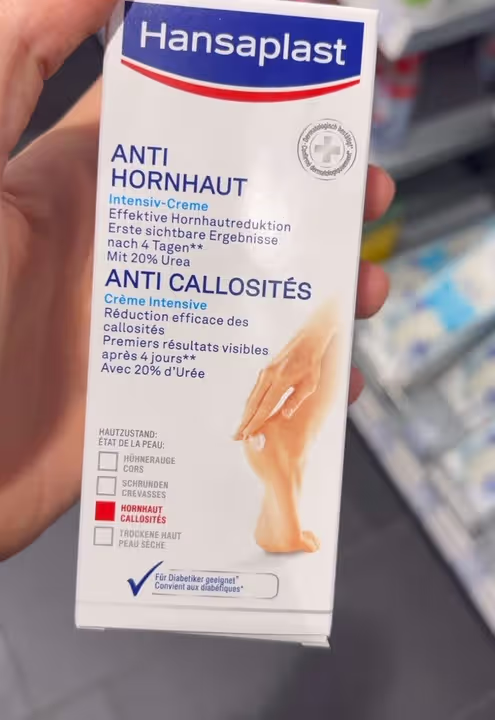 Hansaplast
Dermatologisch bestätigt
ANTI
HORNHAUT
Intensiv-Creme
Effektive Hornhautreduktion
Erste sichtbare Ergebnisse
nach 4 Tagen**
Mit 20% Urea
ANTI CALLOSITÉS
Crème Intensive
Réduction efficace des
callosités
Premiers résultats visibles
après 4 jours**
Avec 20% d'Urée
HAUTZUSTAND:
ÉTAT DE LA PEAU:
HÜHNERAUGE
CORS
SCHRUNDEN
CREVASSES
HORNHAUT
CALLOSITÉS
TROCKENE HAUT
PEAU SÈCHE
Für Diabetiker geeignet*
Convient aux diabétiques*